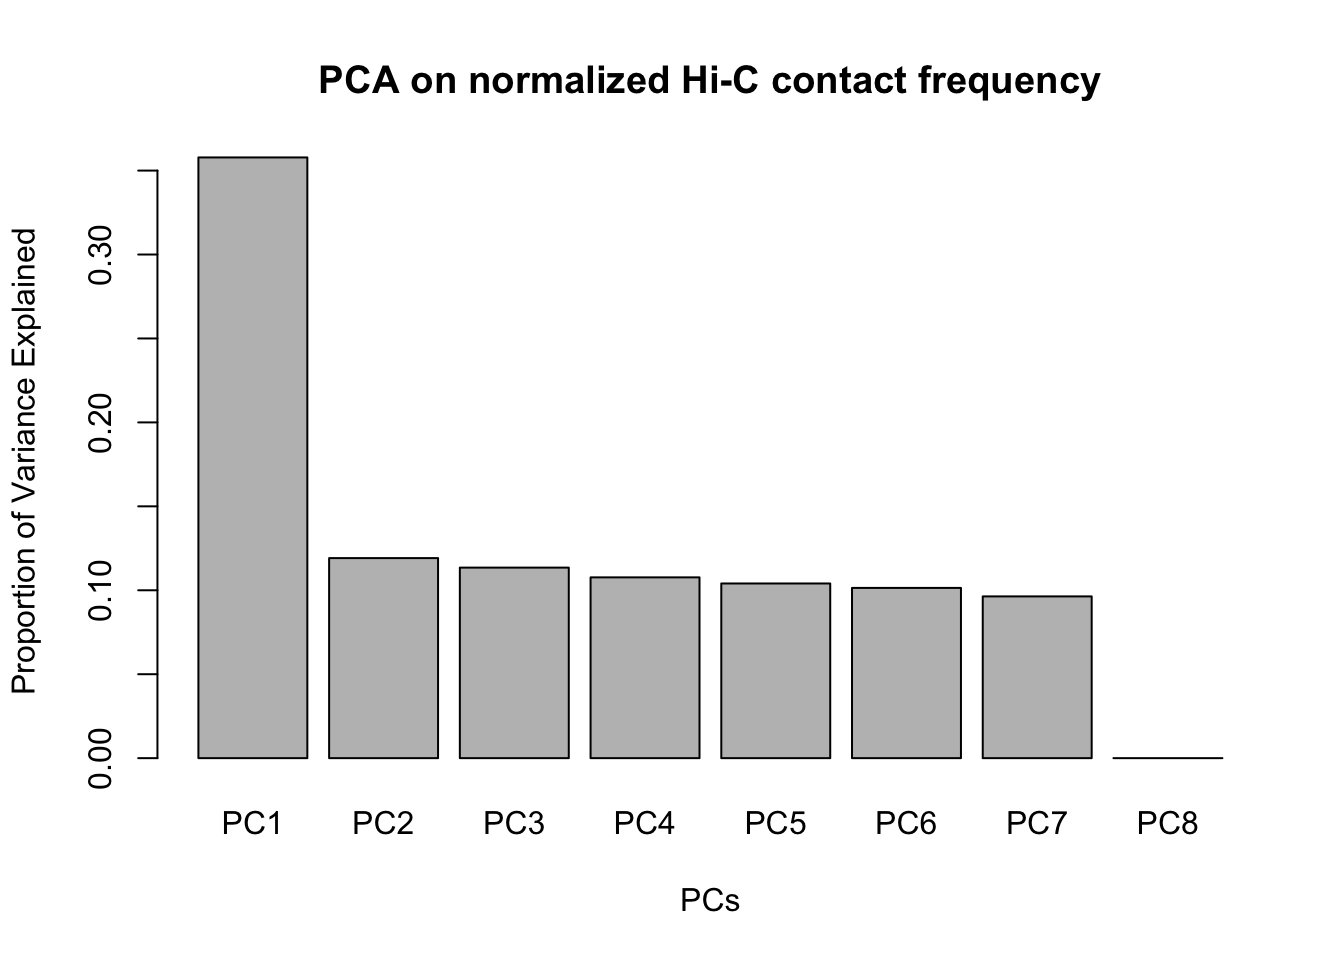 PCA on normalized Hi-C contact frequency
Proportion of Variance Explained
0.30
0.20
0.10
0.00
PC1 PC2 PC3 PC4 PC5 PC6 PC7 PC8
PCs